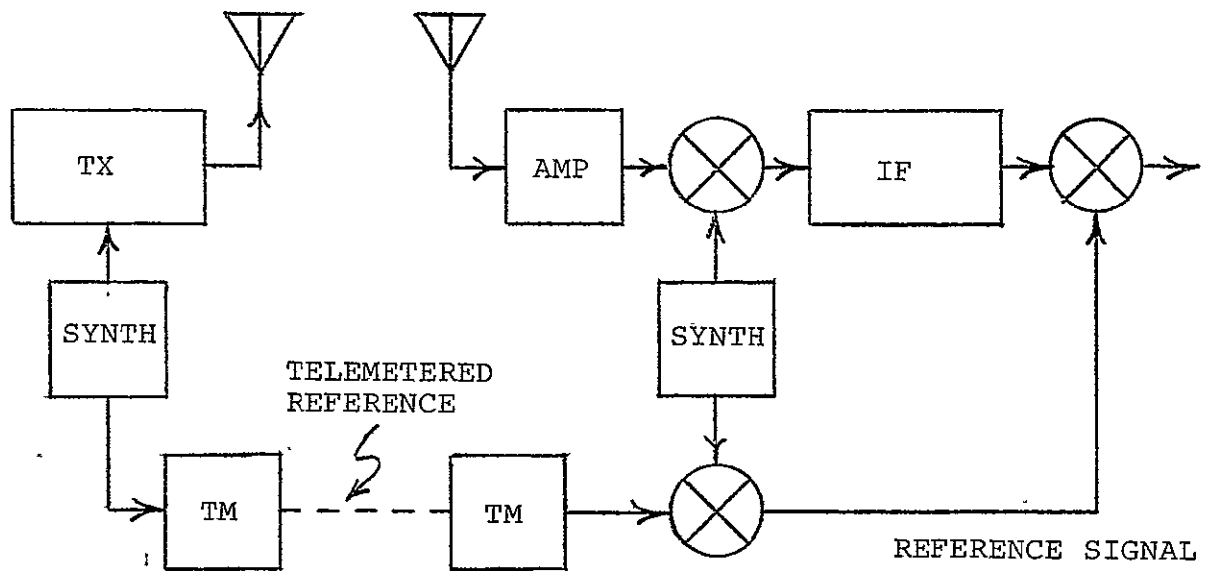 TX
AMP
IF
SYNTH
SYNTH
TELEMETERED
REFERENCE
TM
TM
REFERENCE SIGNAL